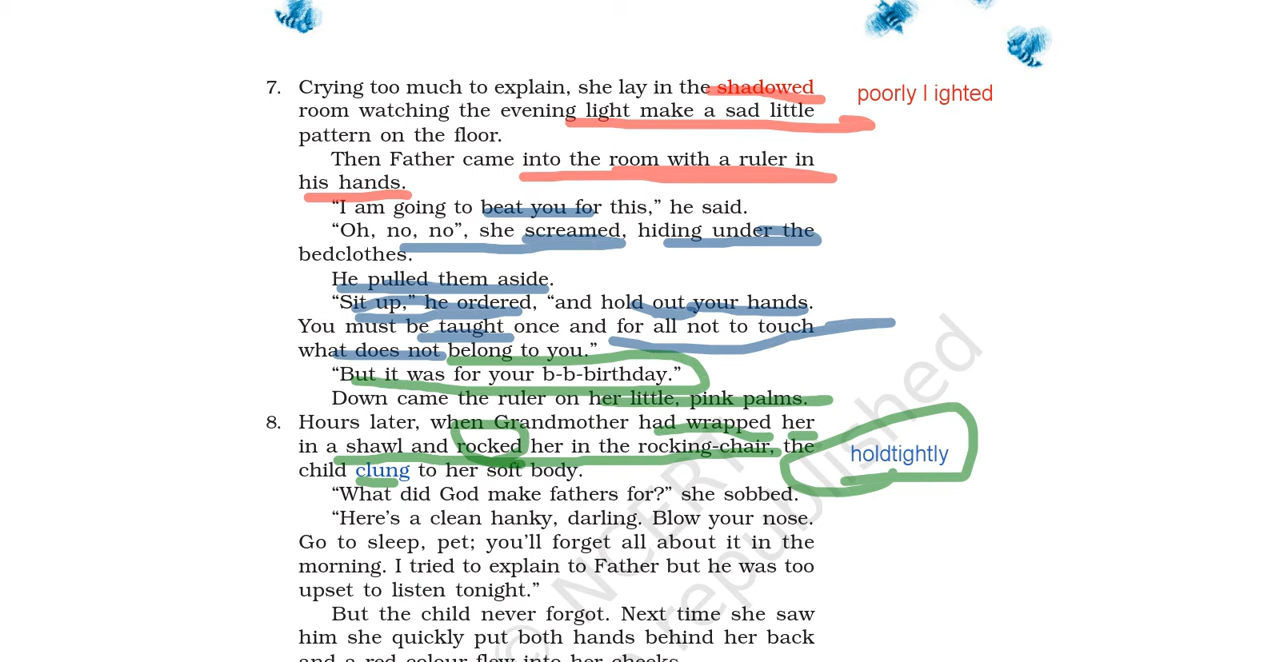 7. Crying too much to explain, she lay in the shadowed
poorly l ighted
room watching the evening light make a sad little
pattern on the floor.
Then Father came into the room with a ruler in
his hands.
“I am going to beat you for this,” he said.
“Oh, no, no”, she screamed, hiding under the
bedclothes.
He pulled them aside.
“Sit up,” he ordered, “and hold out your hands.
You must be taught once and for all not to touch
what does not belong to you.”
“But it was for your b-b-birthday.”
Down came the ruler on her little, pink palms.
8. Hours later, when Grandmother had wrapped her
in a shawl and rocked her in the rocking-chair, the
holdtightly
child clung to her soft body.
“What did God make fathers for?” she sobbed.
“Here’s a clean hanky, darling. Blow your nose.
Go to sleep, pet; you’ll forget all about it in the
morning. I tried to explain to Father but he was too
upset to listen tonight.”
But the child never forgot. Next time she saw
him she quickly put both hands behind her back
and a red colour flew into her cheeks.
© NCERT
republished